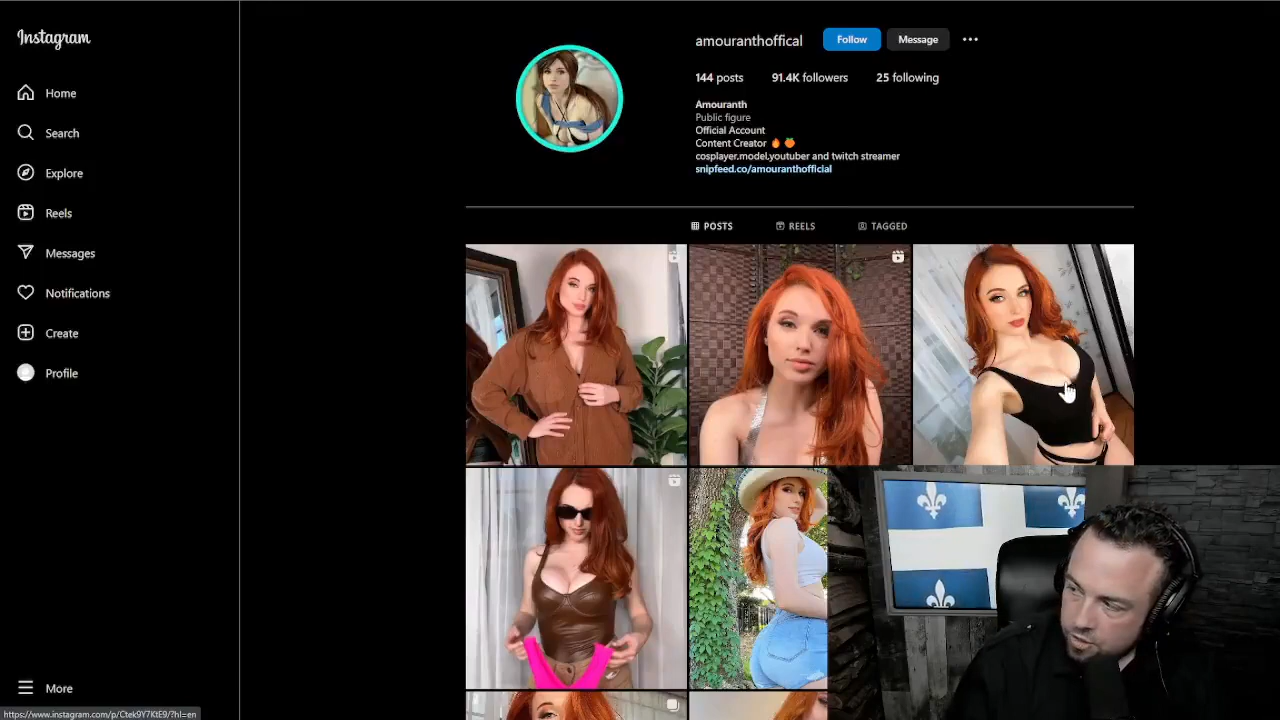 Instagram
Home
Search
Explore
Reels
Messages
Notifications
Create
Profile
More
amouranthoffical
Follow
Message
144 posts
91.4K followers
25 following
Amouranth
Public figure
Official Account
Content Creator 🔥 🍑
cosplayer.model.youtuber and twitch streamer
snipfeed.co/amouranthofficial
POSTS
REELS
TAGGED
https://www.instagram.com/p/Ctek9Y7KtE9/?hl=en